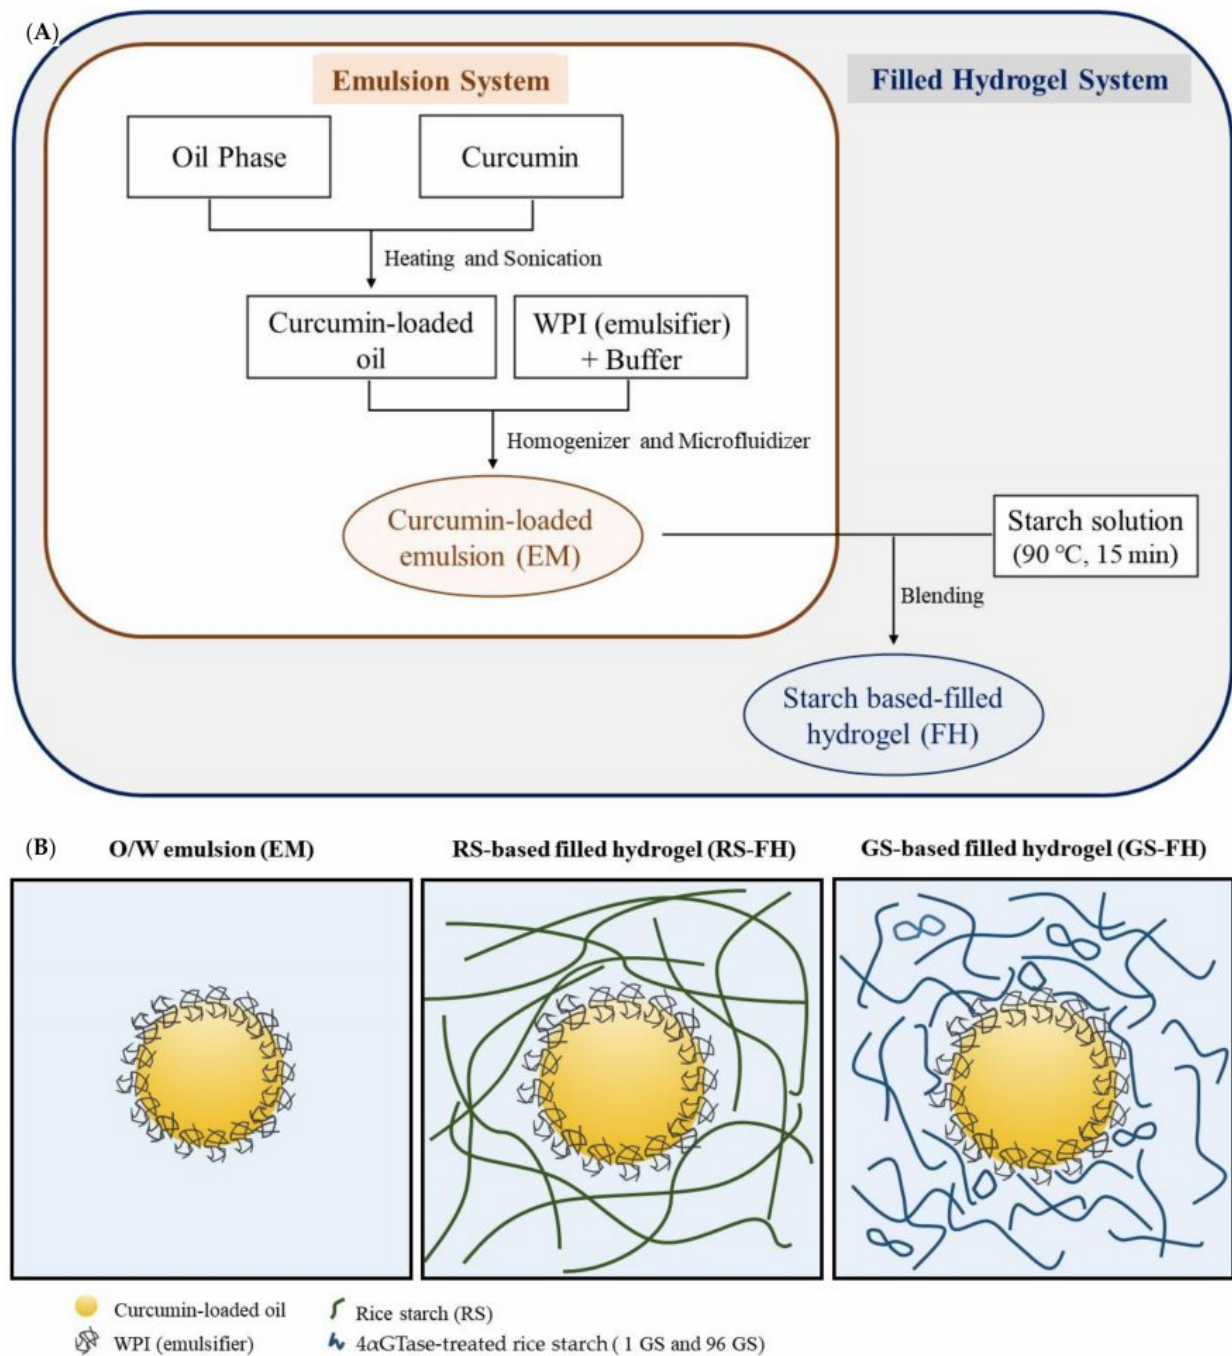 (A)
Emulsion System
Filled Hydrogel System
Oil Phase
Curcumin
Heating and Sonication
Curcumin-loaded
oil
WPI (emulsifier)
+ Buffer
Homogenizer and Microfluidizer
Curcumin-loaded
emulsion (EM)
Starch solution
(90 °C, 15 min)
Blending
Starch based-filled
hydrogel (FH)
(B)
O/W emulsion (EM)
RS-based filled hydrogel (RS-FH)
GS-based filled hydrogel (GS-FH)
Curcumin-loaded oil
Rice starch (RS)
WPI (emulsifier)
4αGTase-treated rice starch ( 1 GS and 96 GS)